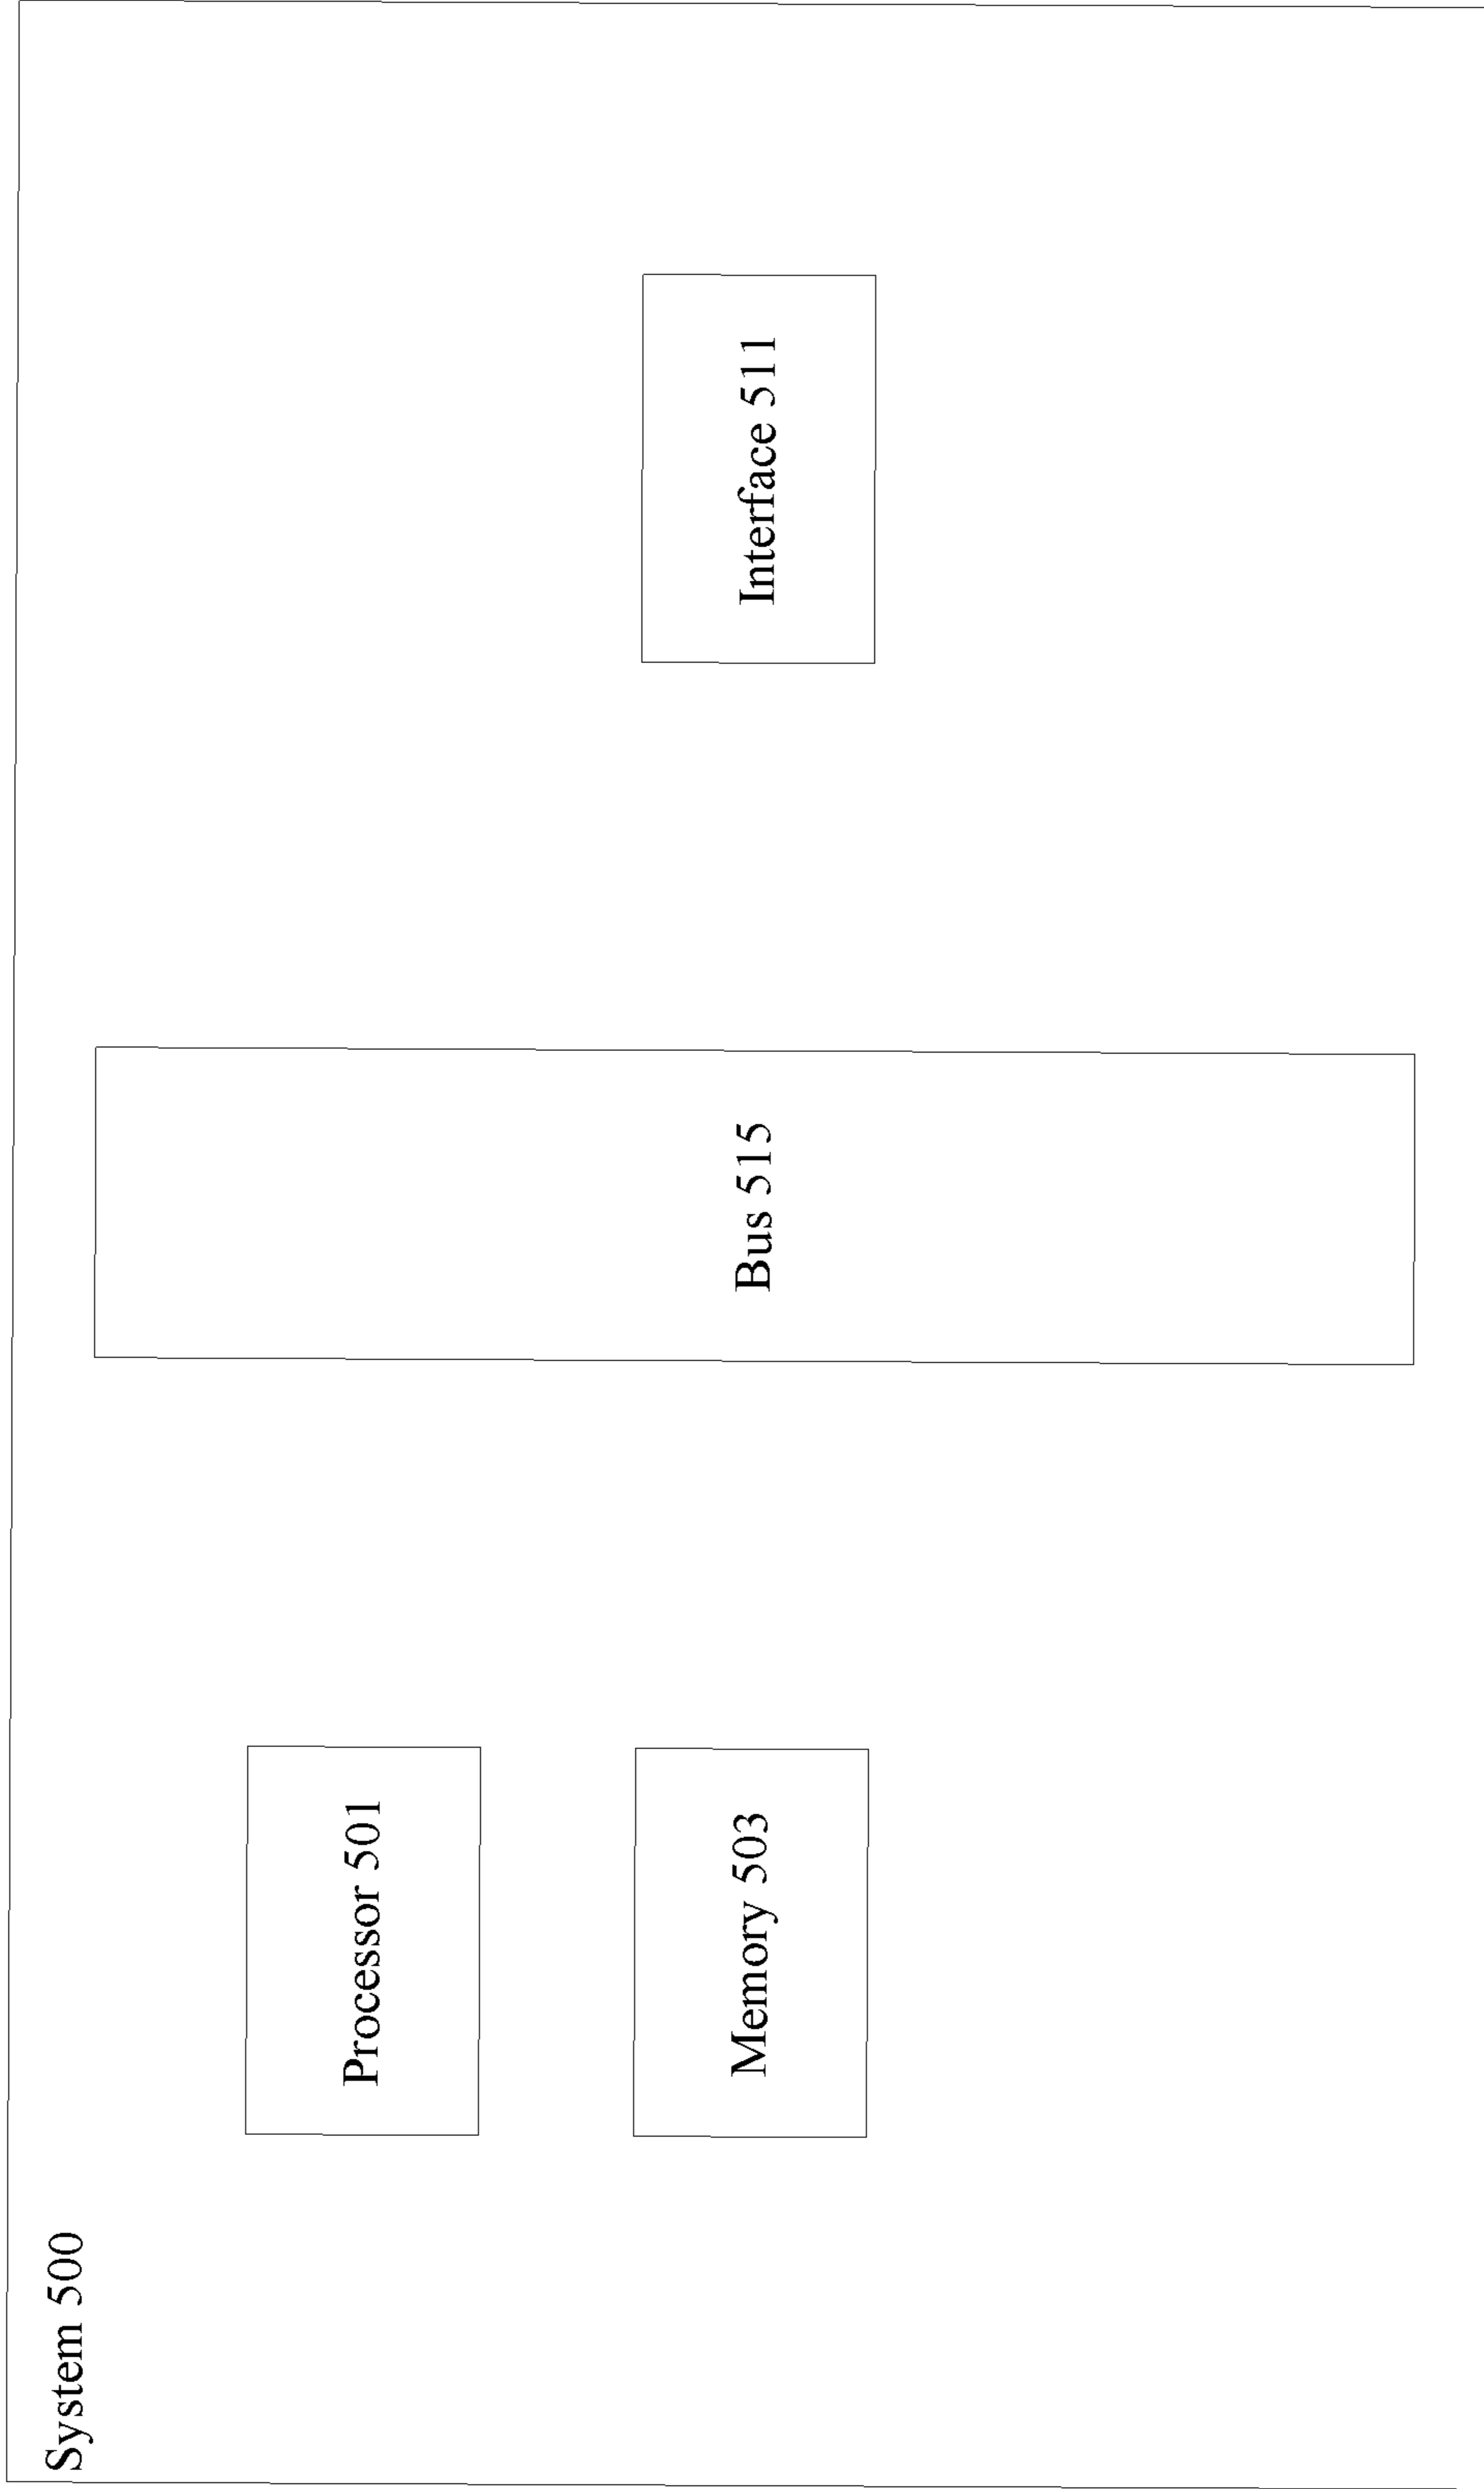 System 500
Processor 501
Memory 503
Bus 515
Interface 511